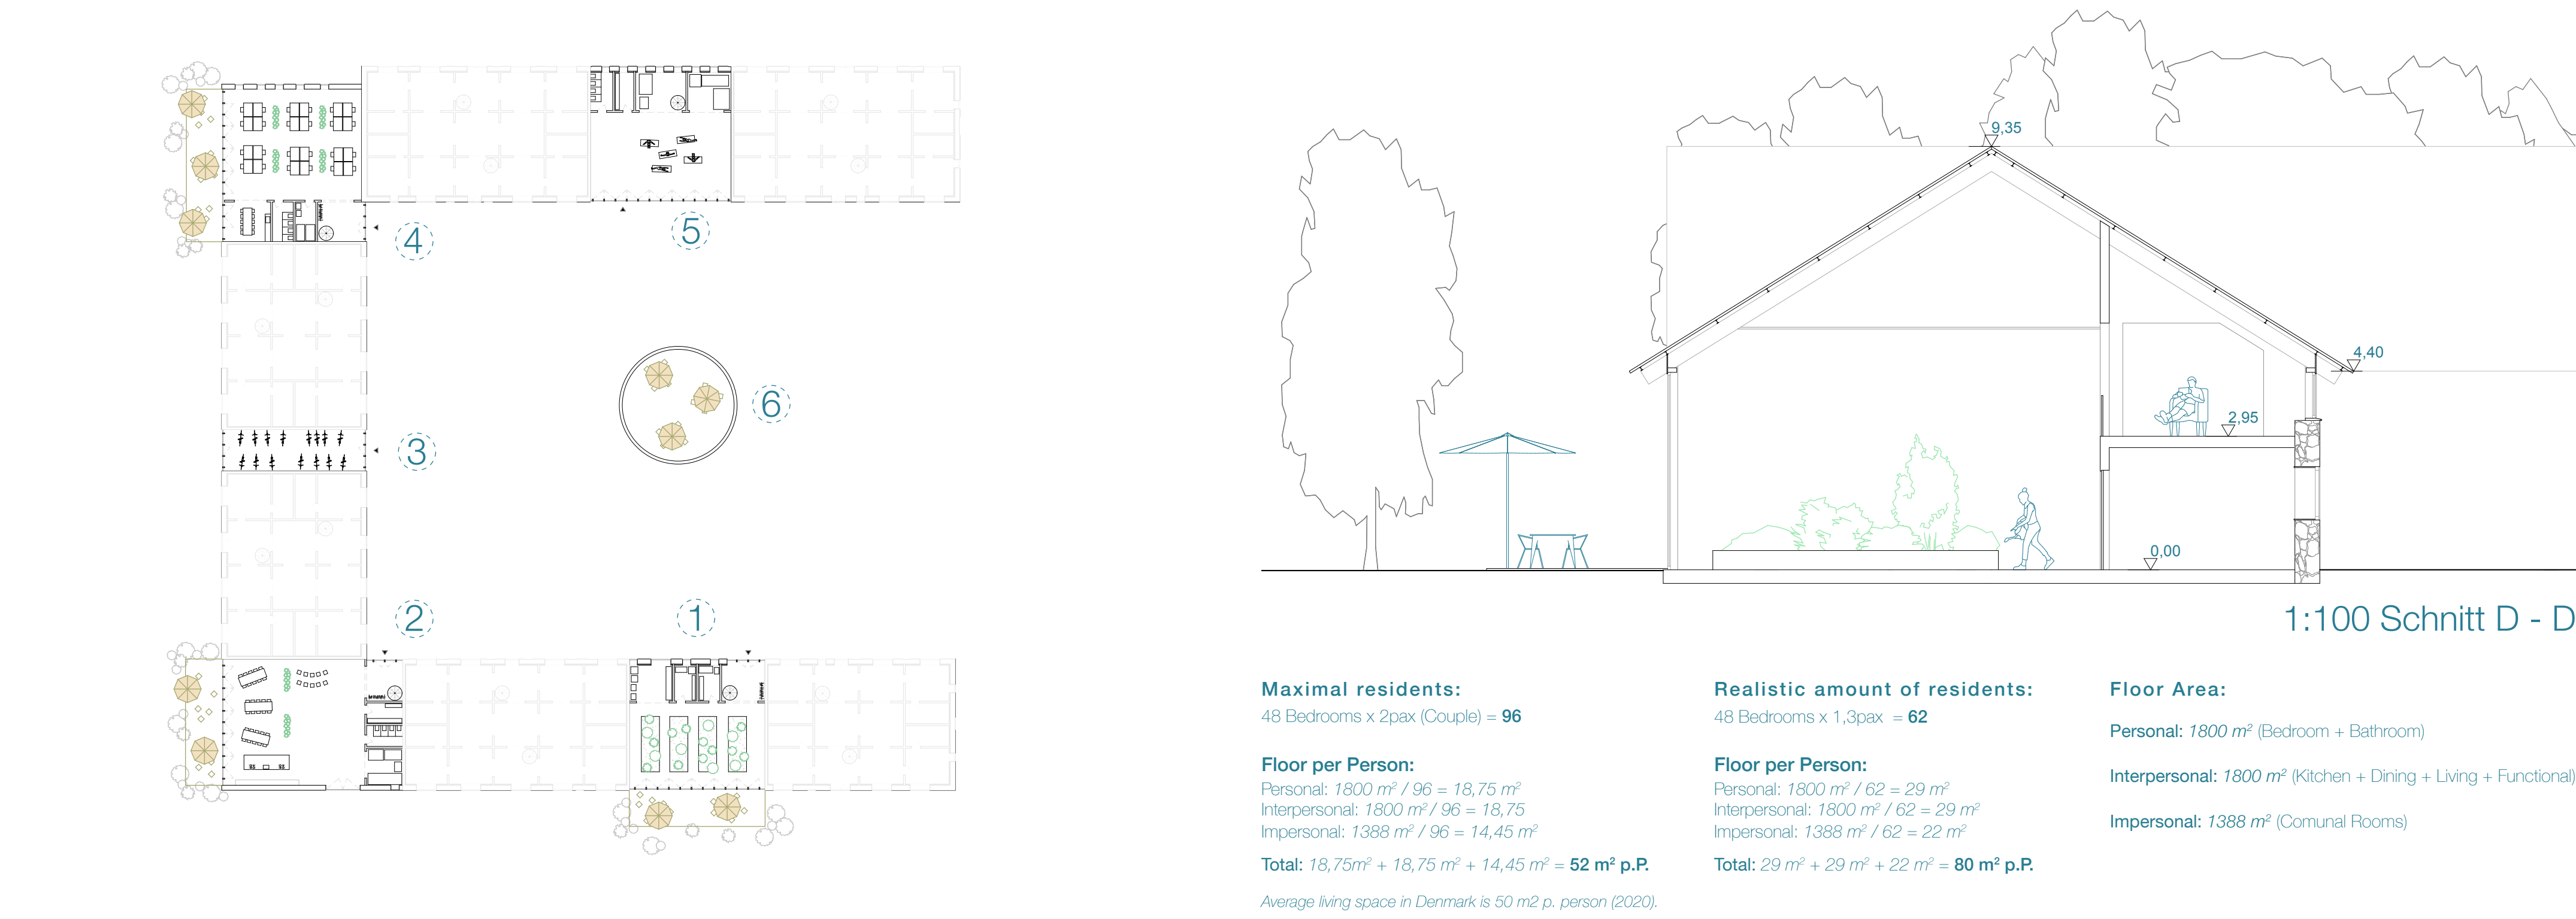 4
5
6
3
2
1
9,35
4,40
2,95
0,00
1:100 Schnitt D - D
Maximal residents:
48 Bedrooms x 2pax (Couple) = 96
Floor per Person:
Personal: 1800 m² / 96 = 18,75 m²
Interpersonal: 1800 m² / 96 = 18,75
Impersonal: 1388 m² / 96 = 14,45 m²
Total: 18,75m² + 18,75 m² + 14,45 m² = 52 m² p.P.
Average living space in Denmark is 50 m2 p. person (2020).
Realistic amount of residents:
48 Bedrooms x 1,3pax = 62
Floor per Person:
Personal: 1800 m² / 62 = 29 m²
Interpersonal: 1800 m² / 62 = 29 m²
Impersonal: 1388 m² / 62 = 22 m²
Total: 29 m² + 29 m² + 22 m² = 80 m² p.P.
Floor Area:
Personal: 1800 m² (Bedroom + Bathroom)
Interpersonal: 1800 m² (Kitchen + Dining + Living + Functional)
Impersonal: 1388 m² (Comunal Rooms)